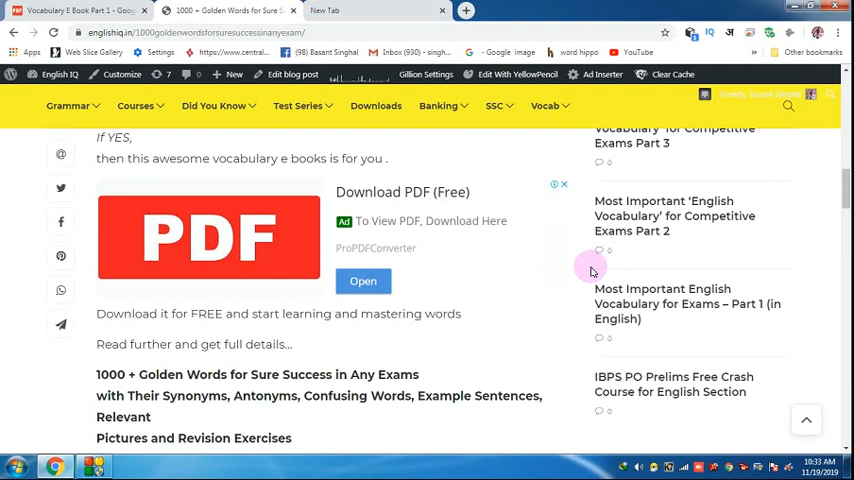 Vocabulary E Book Part 1 - Goog
1000 + Golden Words for Sure S
New Tab
englishiq.in/1000goldenwordsforsuresuccessinanyexam/
Apps
Web Slice Gallery
Settings
https://www.central...
(98) Basant Singhal
Inbox (930) - singh...
Google image
word hippo
YouTube
Other bookmarks
English IQ
Customize
7
New
Edit blog post
Gillion Settings
Edit With YellowPencil
Ad Inserter
Clear Cache
Grammar
Courses
Did You Know
Test Series
Downloads
Banking
SSC
Vocab
If YES,
then this awesome vocabulary e books is for you .
PDF
Download PDF (Free)
Ad To View PDF, Download Here
ProPDFConverter
Open
Download it for FREE and start learning and mastering words
Read further and get full details...
1000 + Golden Words for Sure Success in Any Exams
with Their Synonyms, Antonyms, Confusing Words, Example Sentences,
Relevant
Pictures and Revision Exercises
Vocabulary' for Competitive
Exams Part 3
0
Most Important ‘English
Vocabulary’ for Competitive
Exams Part 2
0
Most Important English
Vocabulary for Exams – Part 1 (in
English)
0
IBPS PO Prelims Free Crash
Course for English Section
0
10:33 AM
11/19/2019